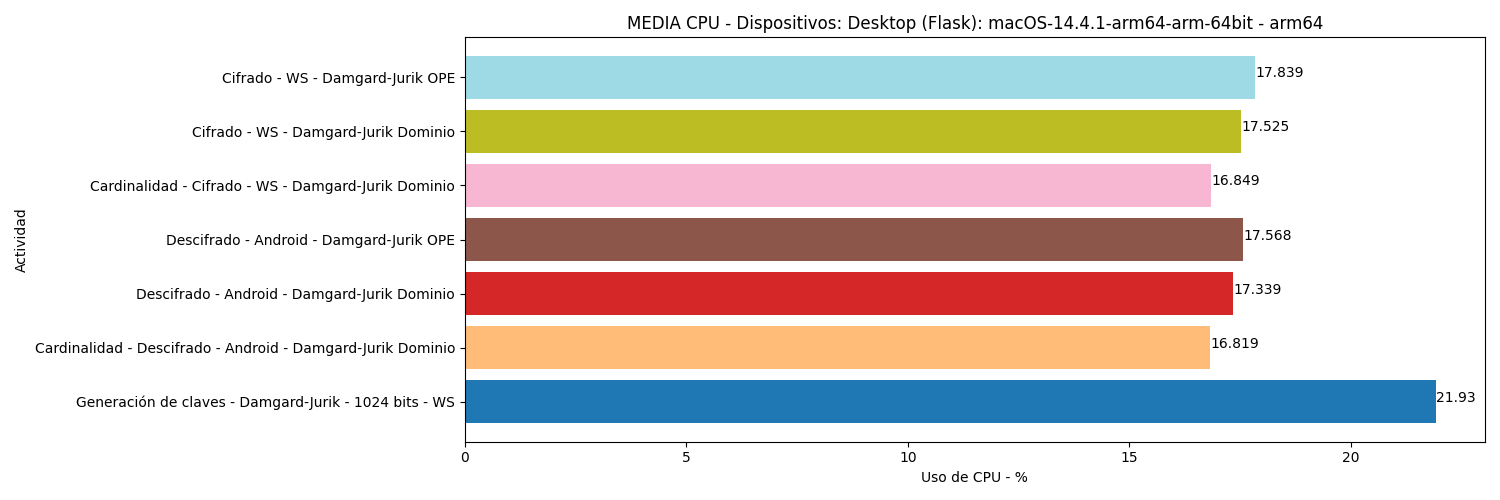 MEDIA CPU - Dispositivos: Desktop (Flask): macOS-14.4.1-arm64-arm-64bit - arm64
Cifrado - WS - Damgard-Jurik OPE 17.839
Cifrado - WS - Damgard-Jurik Dominio 17.525
Cardinalidad - Cifrado - WS - Damgard-Jurik Dominio 16.849
Descifrado - Android - Damgard-Jurik OPE 17.568
Descifrado - Android - Damgard-Jurik Dominio 17.339
Cardinalidad - Descifrado - Android - Damgard-Jurik Dominio 16.819
Generación de claves - Damgard-Jurik - 1024 bits - WS 21.93
Actividad
0 5 10 15 20
Uso de CPU - %